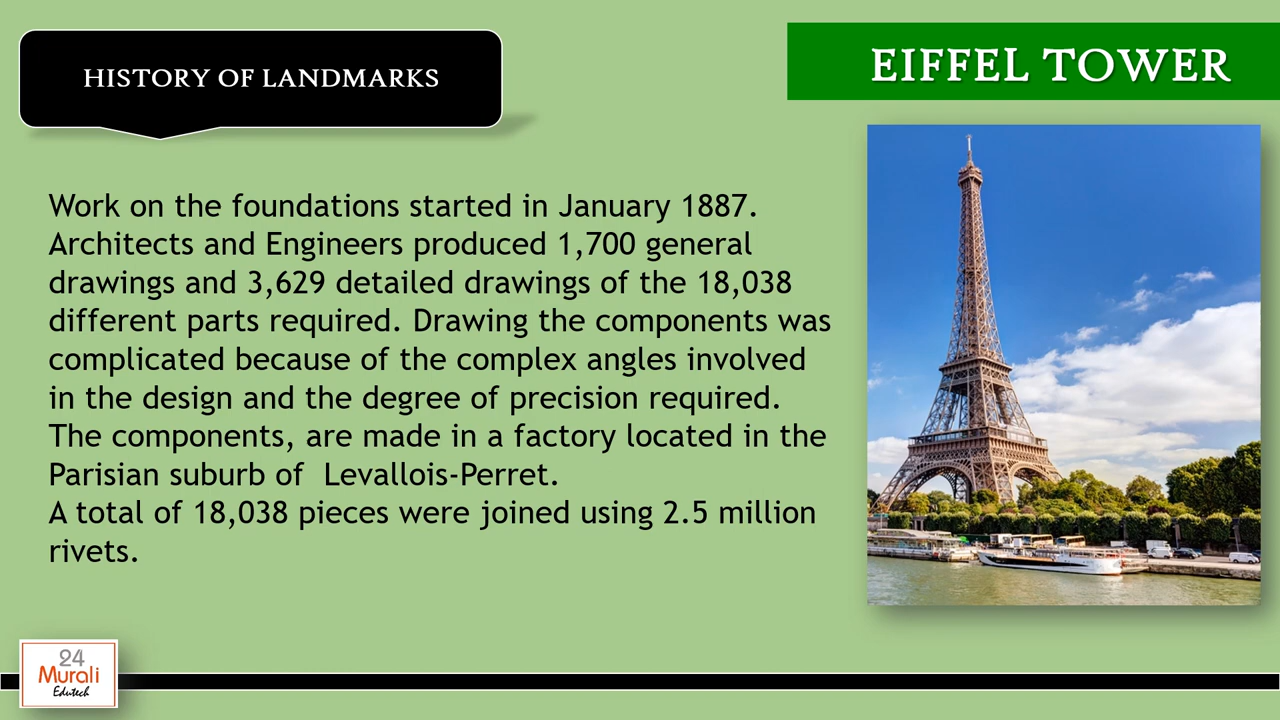 HISTORY OF LANDMARKS
EIFFEL TOWER
Work on the foundations started in January 1887.
Architects and Engineers produced 1,700 general
drawings and 3,629 detailed drawings of the 18,038
different parts required. Drawing the components was
complicated because of the complex angles involved
in the design and the degree of precision required.
The components, are made in a factory located in the
Parisian suburb of  Levallois-Perret.
A total of 18,038 pieces were joined using 2.5 million
rivets.
24
Murali
Edutech